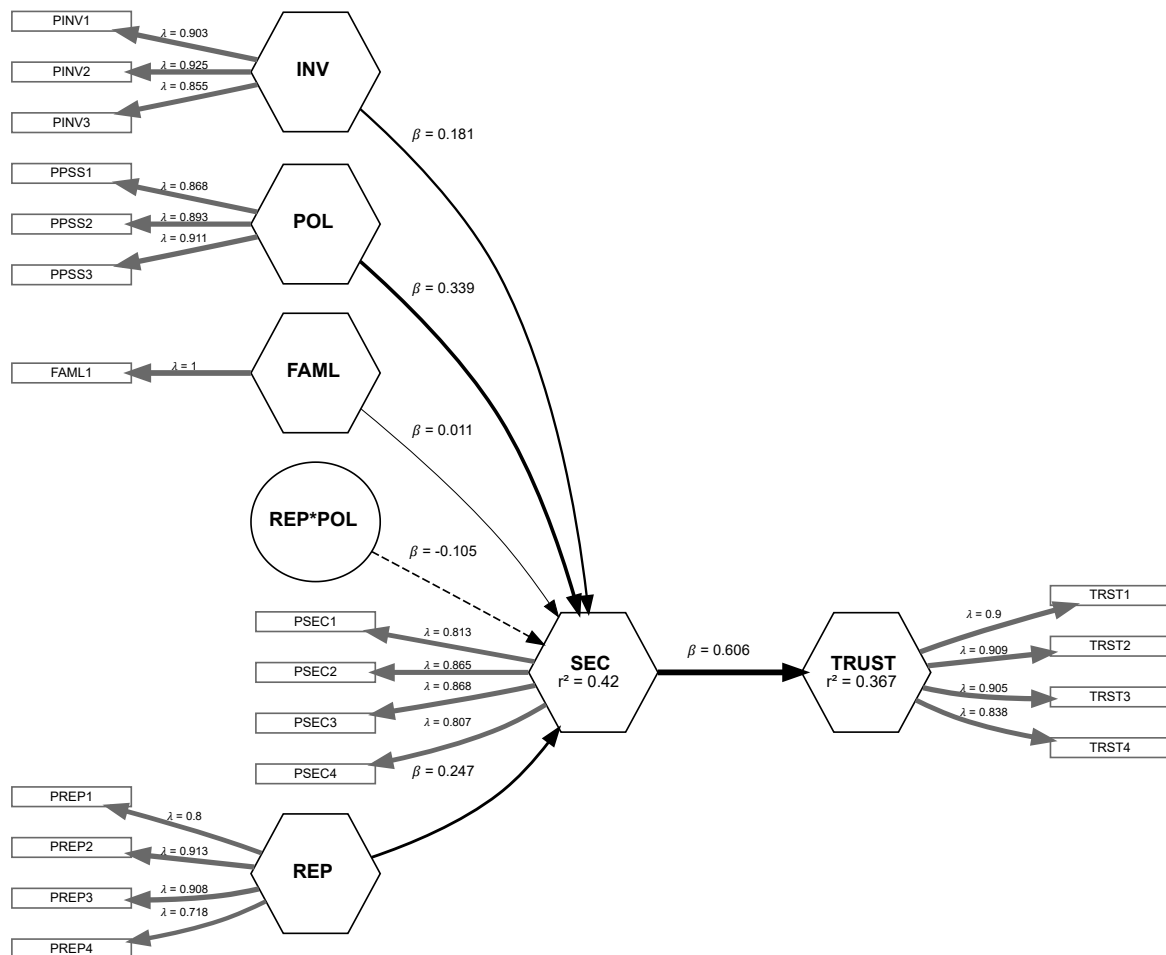 PINV1
λ = 0.903
INV
PINV2
λ = 0.925
λ = 0.855
PINV3
β = 0.181
PPSS1
λ = 0.868
POL
PPSS2
λ = 0.893
λ = 0.911
PPSS3
β = 0.339
FAML
FAML1
λ = 1
β = 0.011
REP*POL
β = -0.105
PSEC1
λ = 0.813
PSEC2
λ = 0.865
λ = 0.868
PSEC3
λ = 0.807
PSEC4
SEC
r² = 0.42
β = 0.606
TRUST
r² = 0.367
λ = 0.9
TRST1
λ = 0.909
TRST2
λ = 0.905
TRST3
λ = 0.838
TRST4
β = 0.247
PREP1
λ = 0.8
PREP2
λ = 0.913
REP
PREP3
λ = 0.908
λ = 0.718
PREP4